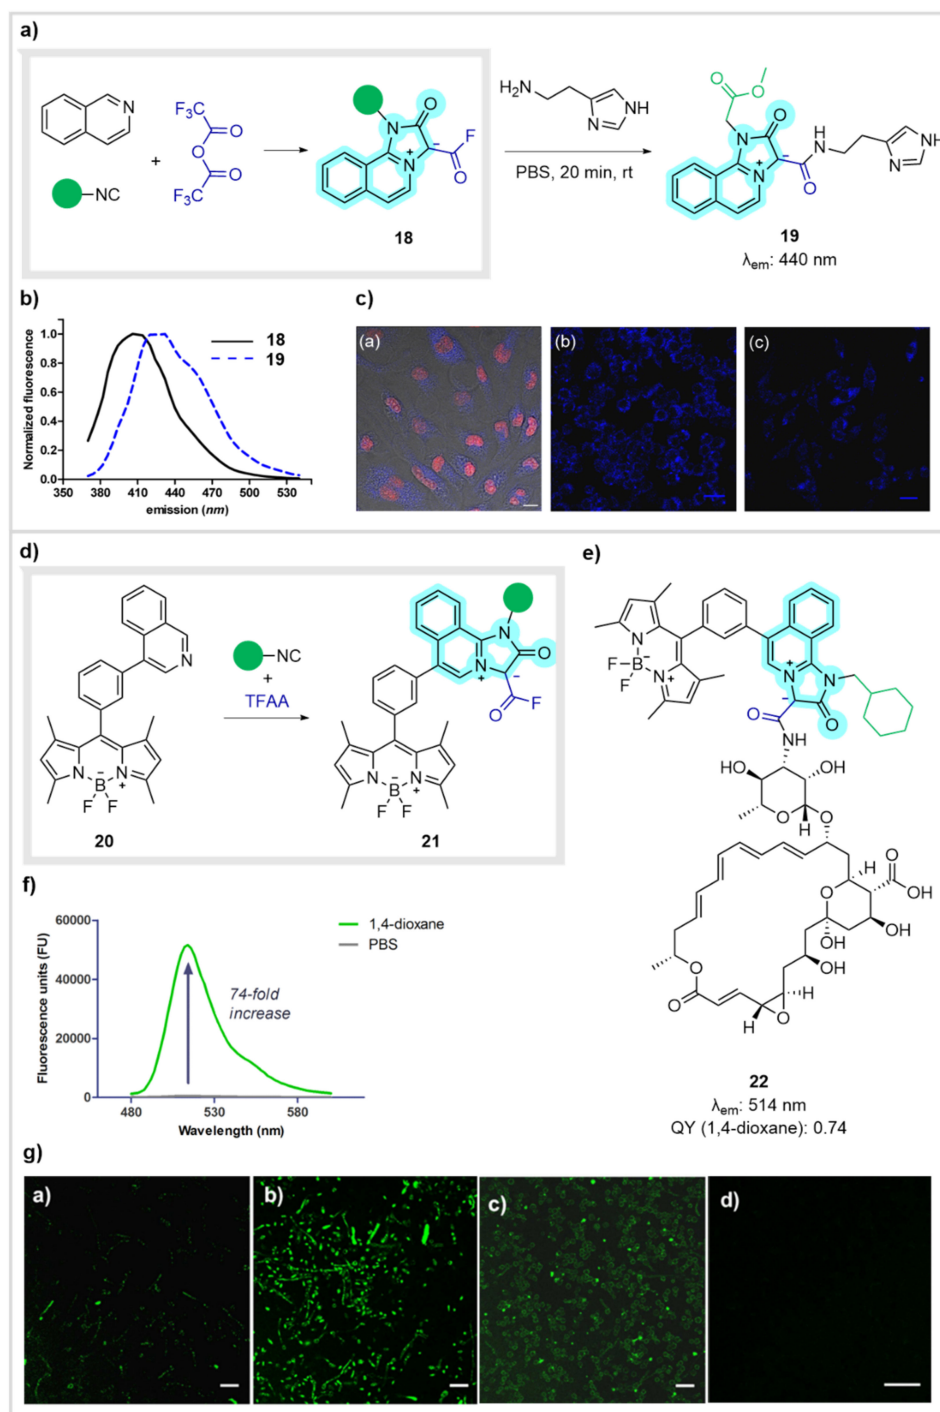 a)
F₃C
O
O
O
F₃C
N
+
NC
N
O
F
−
N
+
O
18
H₂N
N
NH
PBS, 20 min, rt
O
O
N
O
−
N
+
H
N
O
N
NH
19
λem: 440 nm
b)
Normalized fluorescence
1.0
0.8
0.6
0.4
0.2
0.0
350 380 410 440 470 500 530
emission (nm)
18
19
c)
(a)
(b)
(c)
d)
N
N
B
−
N
+
F F
20
NC
+
TFAA
N
O
−
N
+
F
O
N
B
−
N
+
F F
21
e)
N
F
B
−
N
+
F
+
N
N
−
O
O
NH
HO
OH
O
H
O
H
O
O
OH
OH
OH
OH
O
O
H
H
O
22
λem: 514 nm
QY (1,4-dioxane): 0.74
f)
Fluorescence units (FU)
60000
40000
20000
0
480 530 580
Wavelength (nm)
1,4-dioxane
PBS
74-fold
increase
g)
a)
b)
c)
d)